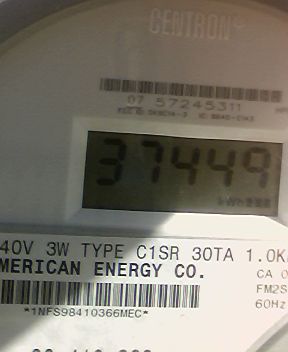 CENTRON
07 57245311
37449
kWh
40V 3W TYPE C1SR 30TA 1.0K
MERICAN ENERGY CO.
CA 0
FM2S
60Hz
*1NFS98410366MEC*